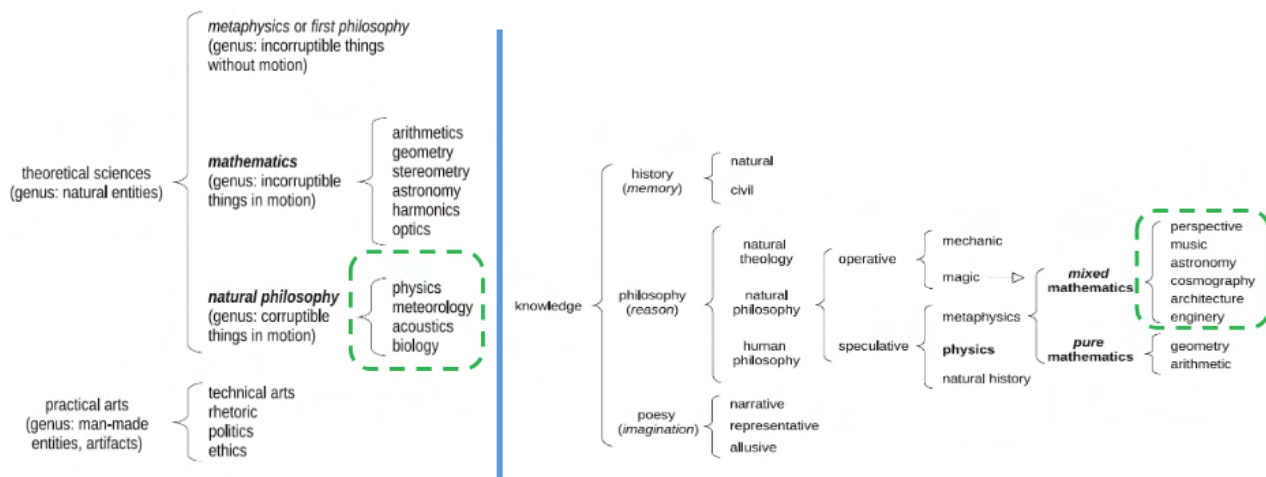 metaphysics or first philosophy
(genus: incorruptible things
without motion)
theoretical sciences
(genus: natural entities)
mathematics
(genus: incorruptible
things in motion)
arithmetics
geometry
stereometry
astronomy
harmonics
optics
natural philosophy
(genus: corruptible
things in motion)
physics
meteorology
acoustics
biology
practical arts
(genus: man-made
entities, artifacts)
technical arts
rhetoric
politics
ethics
knowledge
history
(memory)
natural
civil
philosophy
(reason)
natural
theology
natural
philosophy
human
philosophy
operative
mechanic
magic
speculative
metaphysics
physics
natural history
mixed
mathematics
perspective
music
astronomy
cosmography
architecture
enginery
pure
mathematics
geometry
arithmetic
poesy
(imagination)
narrative
representative
allusive